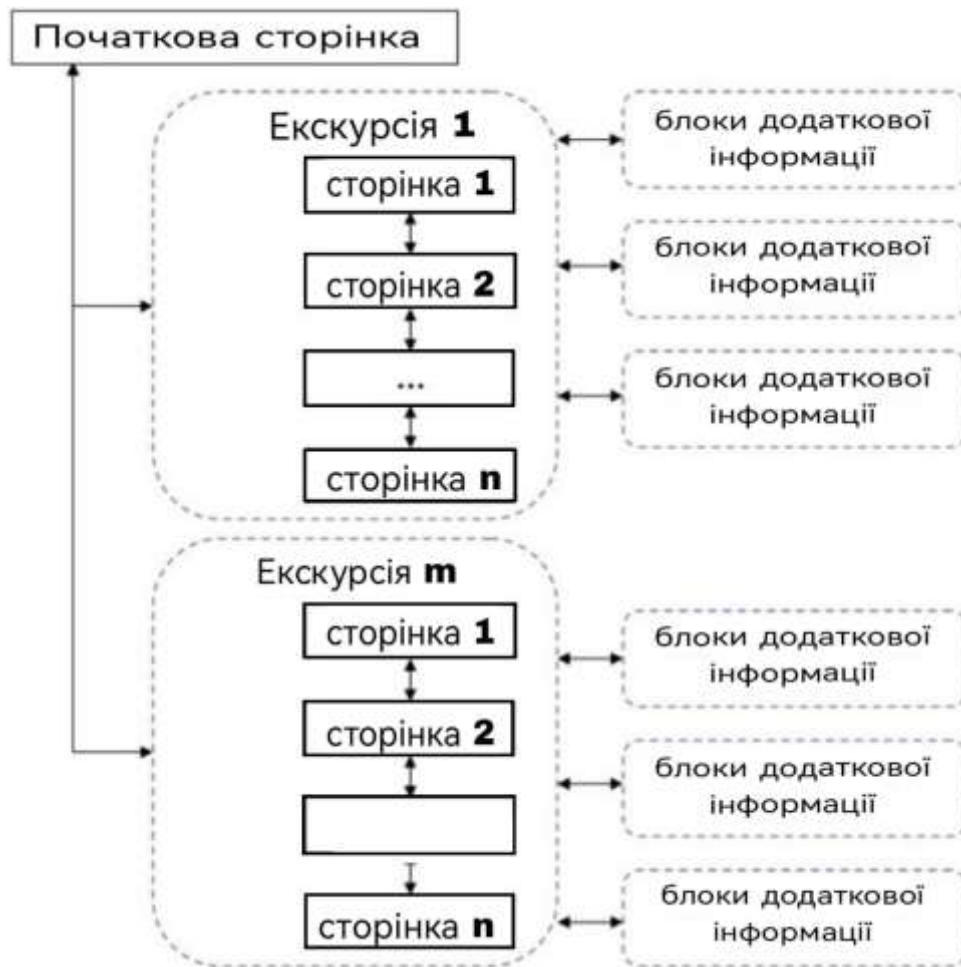 Початкова сторінка
Екскурсія 1
сторінка 1
сторінка 2
...
сторінка n
блоки додаткової
інформації
блоки додаткової
інформації
блоки додаткової
інформації
Екскурсія m
сторінка 1
сторінка 2
сторінка n
блоки додаткової
інформації
блоки додаткової
інформації
блоки додаткової
інформації